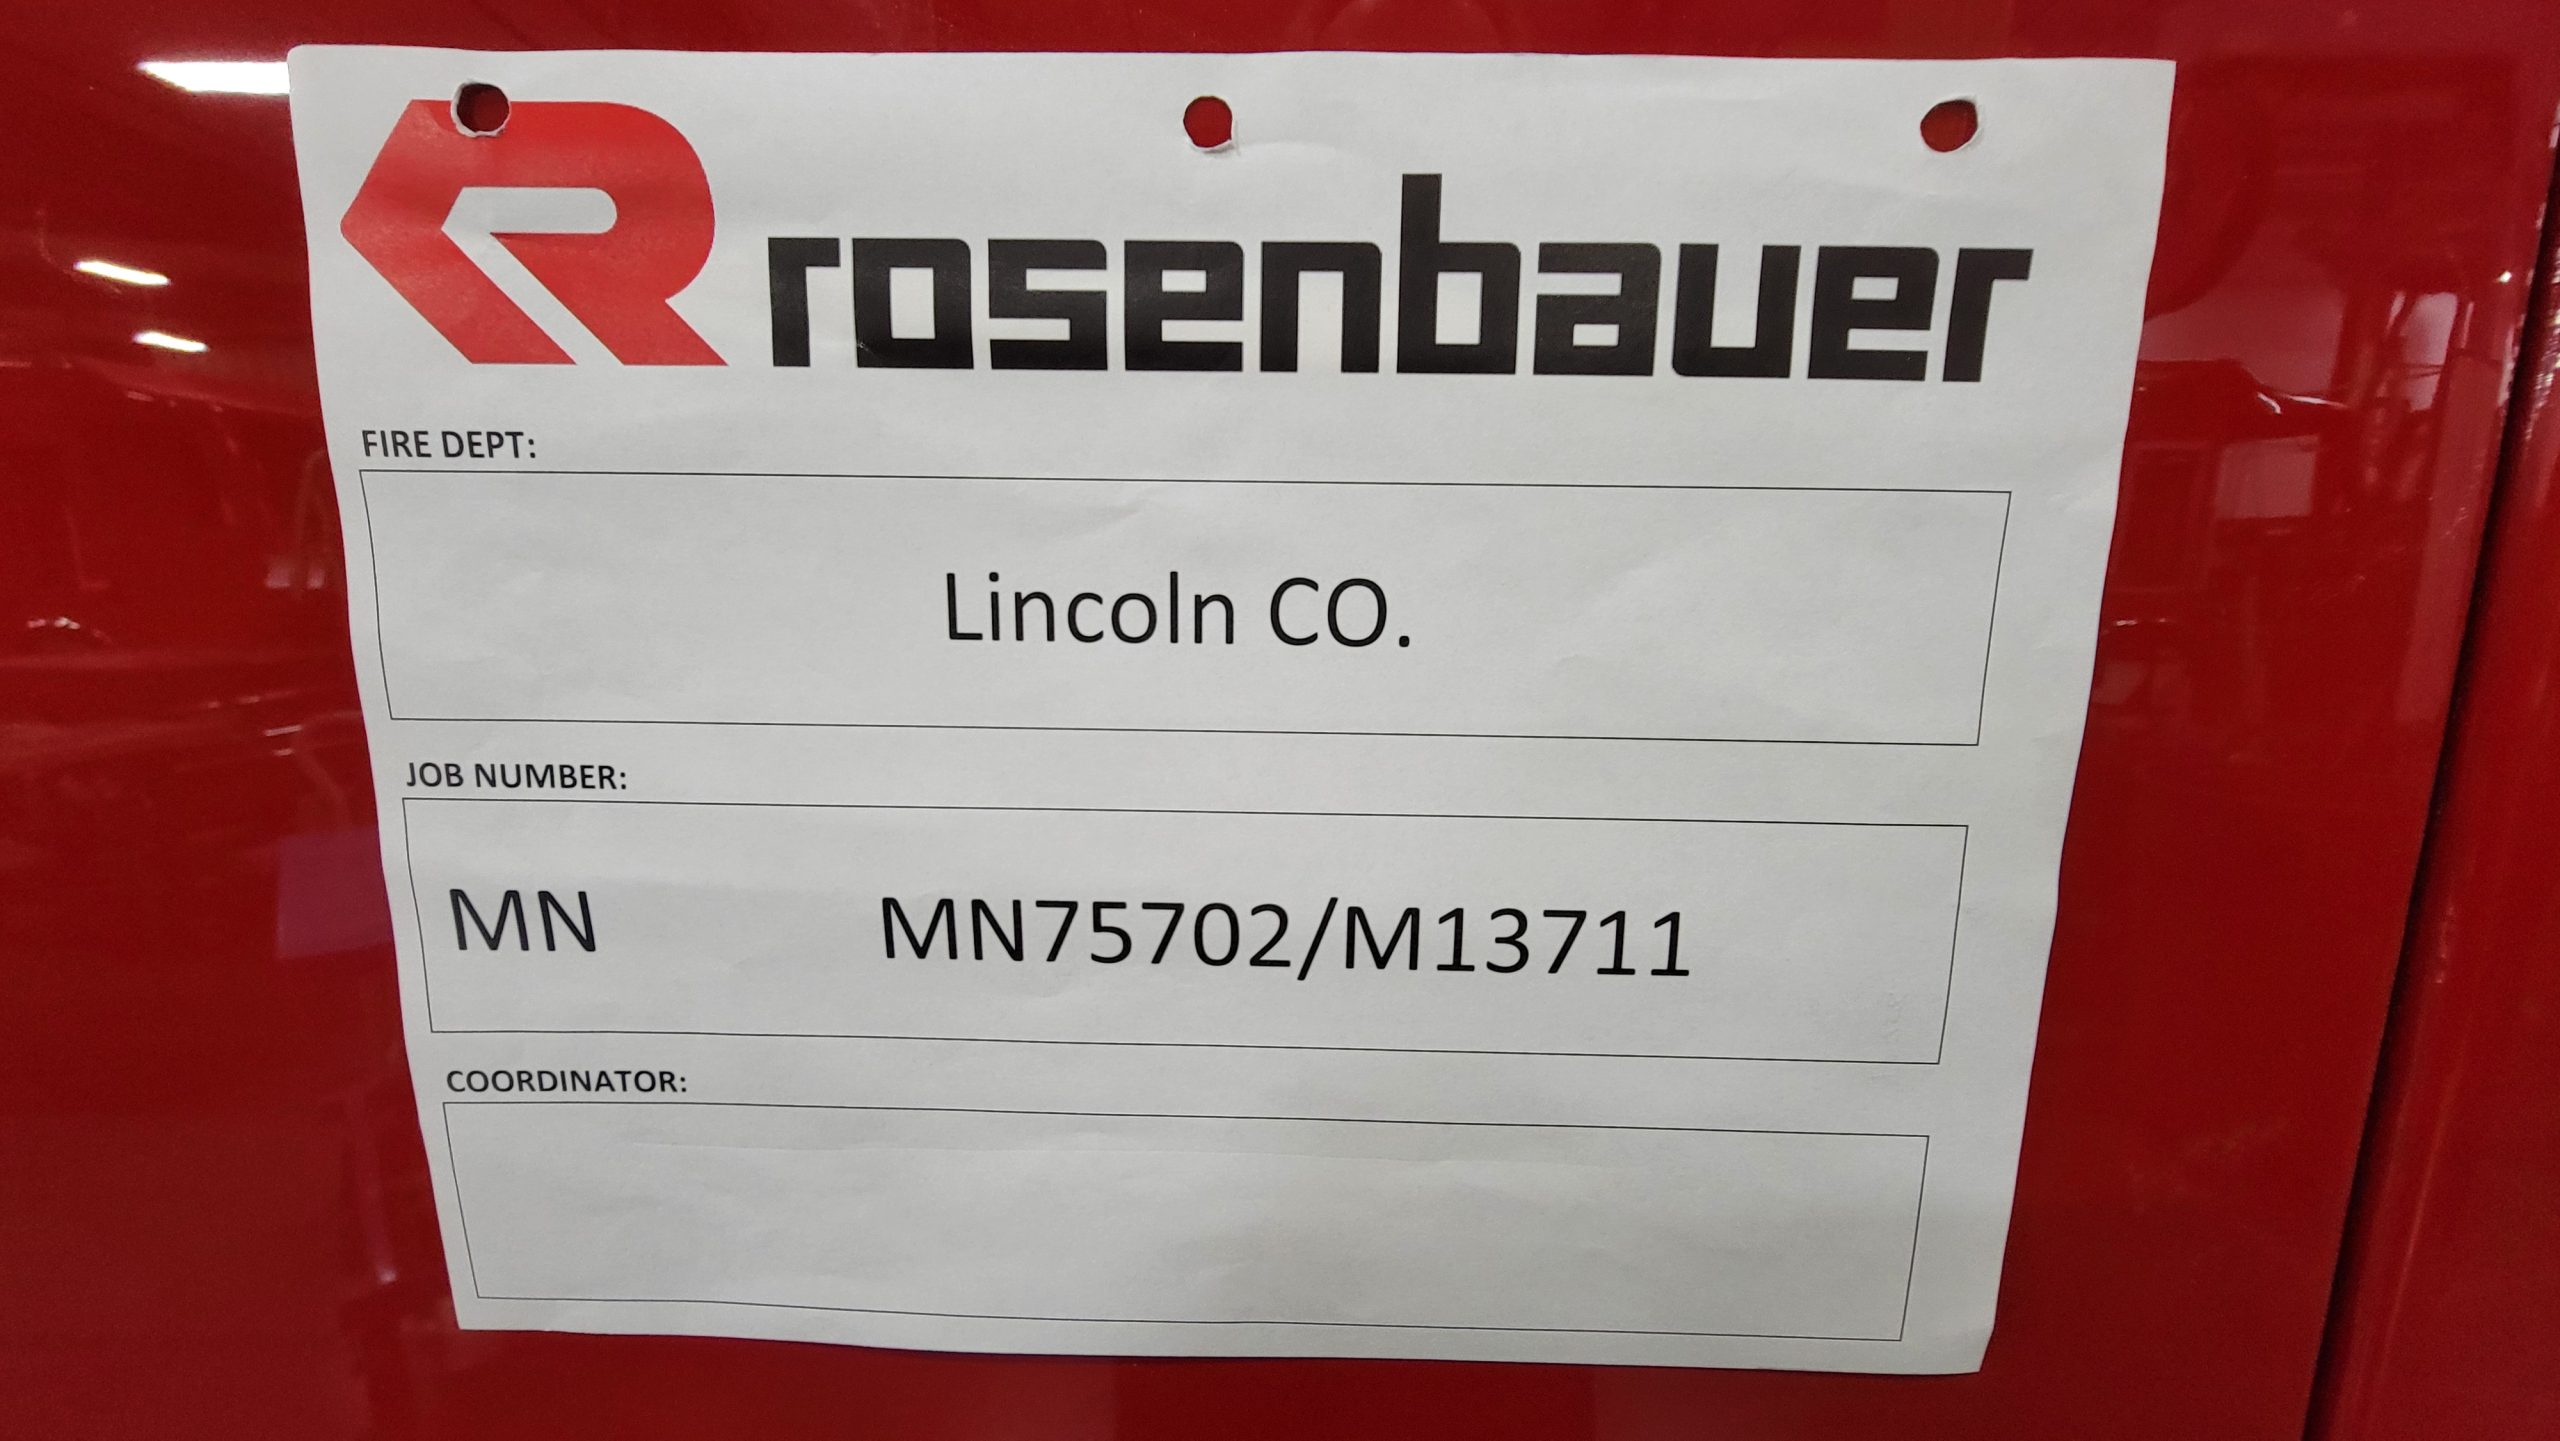 rosenbauer
FIRE DEPT:
Lincoln CO.
JOB NUMBER:
MN MN75702/M13711
COORDINATOR: